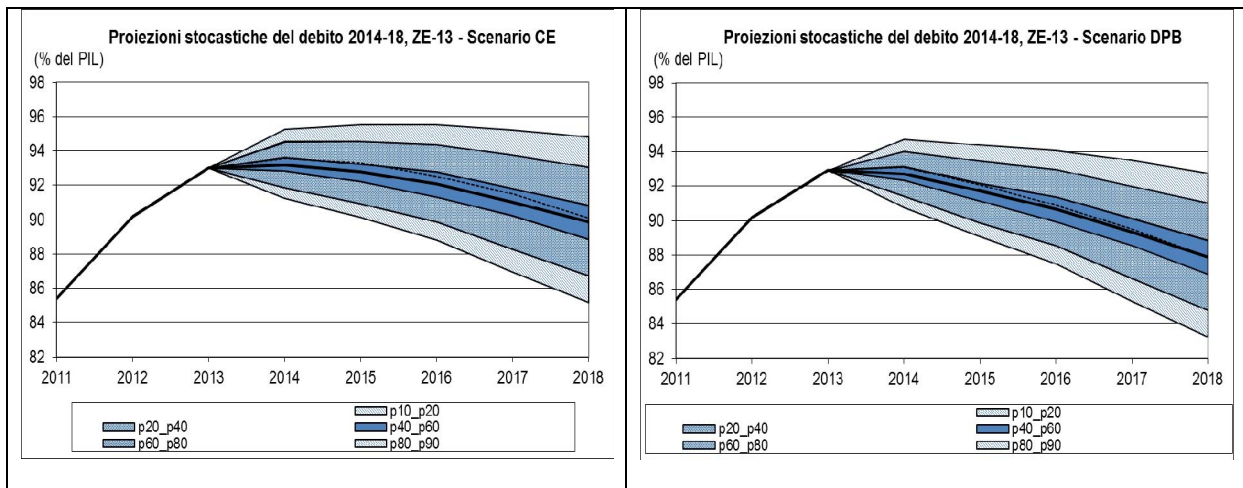 Proiezioni stocastiche del debito 2014-18, ZE-13 - Scenario CE
(% del PIL)
98
96
94
92
90
88
86
84
82
2011 2012 2013 2014 2015 2016 2017 2018
p10_p20
p20_p40 p40_p60
p60_p80 p80_p90
Proiezioni stocastiche del debito 2014-18, ZE-13 - Scenario DPB
(% del PIL)
98
96
94
92
90
88
86
84
82
2011 2012 2013 2014 2015 2016 2017 2018
p10_p20
p20_p40 p40_p60
p60_p80 p80_p90